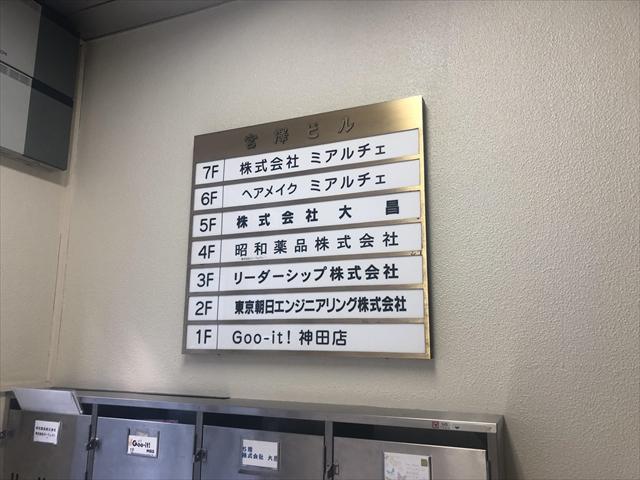 宮澤ビル
7F 株式会社 ミアルチェ
6F ヘアメイク ミアルチェ
5F 株式会社大昌
4F 昭和薬品株式会社
3F リーダーシップ株式会社
2F 東京朝日エンジニアリング株式会社
1F Goo-it! 神田店
Goo-it!
5階
株式会社 大昌